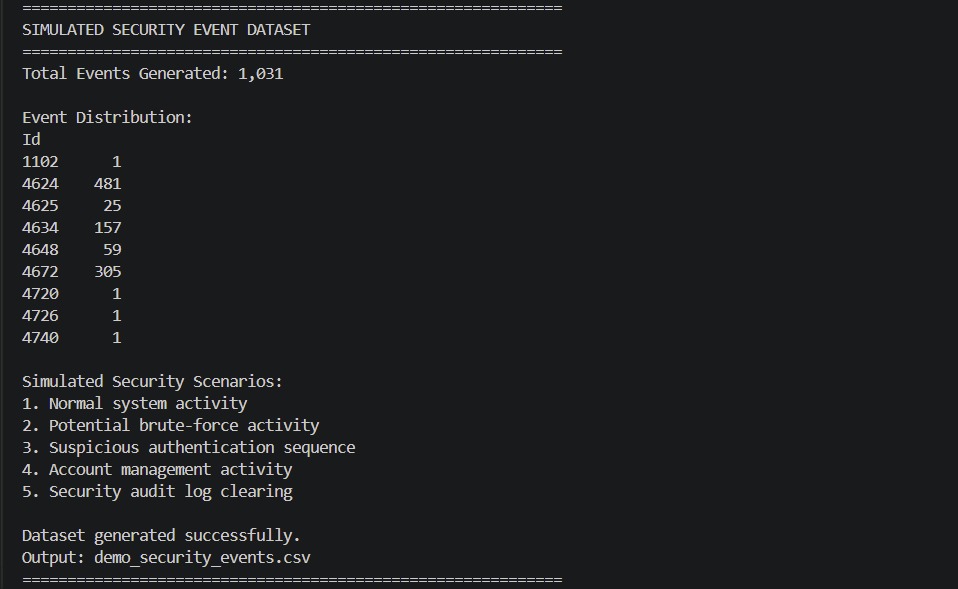 ============================================================
SIMULATED SECURITY EVENT DATASET
============================================================
Total Events Generated: 1,031
Event Distribution:
Id
1102      1
4624    481
4625     25
4634    157
4648     59
4672    305
4720      1
4726      1
4740      1
Simulated Security Scenarios:
1. Normal system activity
2. Potential brute-force activity
3. Suspicious authentication sequence
4. Account management activity
5. Security audit log clearing
Dataset generated successfully.
Output: demo_security_events.csv
============================================================